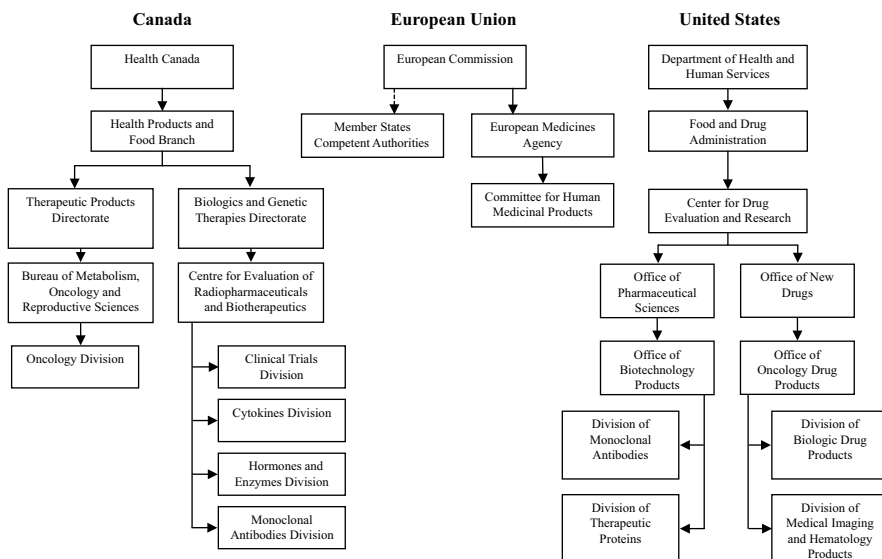 Canada
Health Canada
Health Products and
Food Branch
Therapeutic Products
Directorate
Biologics and Genetic
Therapies Directorate
Bureau of Metabolism,
Oncology and
Reproductive Sciences
Centre for Evaluation of
Radiopharmaceuticals
and Biotherapeutics
Oncology Division
Clinical Trials
Division
Cytokines Division
Hormones and
Enzymes Division
Monoclonal
Antibodies Division
European Union
European Commission
Member States
Competent Authorities
European Medicines
Agency
Committee for Human
Medicinal Products
United States
Department of Health and
Human Services
Food and Drug
Administration
Center for Drug
Evaluation and Research
Office of
Pharmaceutical
Sciences
Office of New
Drugs
Office of
Biotechnology
Products
Office of
Oncology Drug
Products
Division of
Monoclonal
Antibodies
Division of
Biologic Drug
Products
Division of
Therapeutic
Proteins
Division of
Medical Imaging
and Hematology
Products